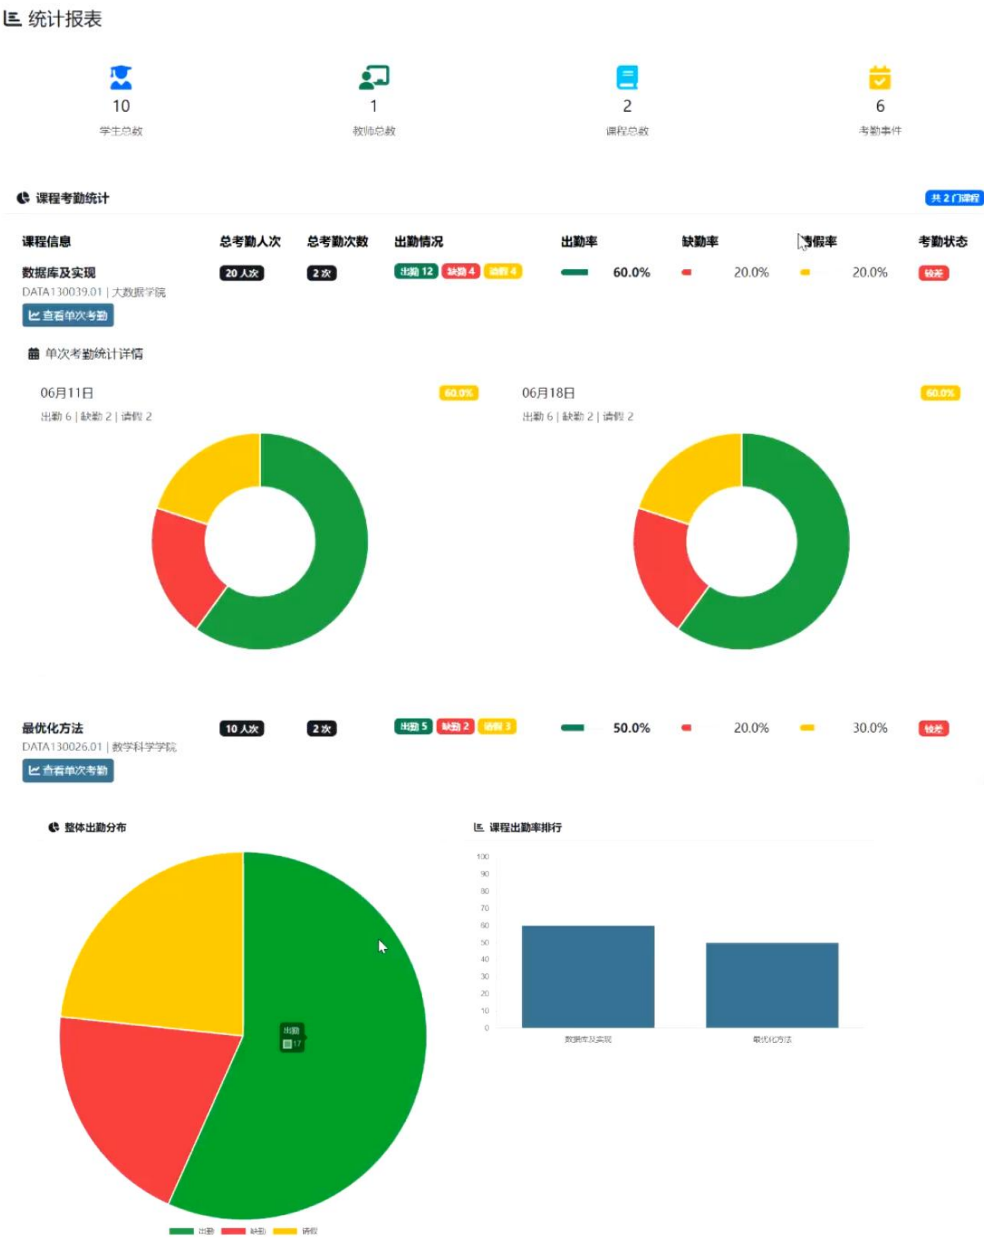 统计报表
10 1 2 6
学生总数 教师总数 课程总数 考勤事件
课程考勤统计 共 2 门课程
课程信息 总考勤人次 总考勤次数 出勤情况 出勤率 缺勤率 请假率 考勤状态
数据库及实现 20 人次 2 次 出勤 12 缺勤 4 请假 4 60.0% 20.0% 20.0% 较差
DATA130039.01 | 大数据学院
查看单次考勤
单次考勤统计详情
06月11日 60.0% 06月18日 60.0%
出勤 6 | 缺勤 2 | 请假 2 出勤 6 | 缺勤 2 | 请假 2
最优化方法 10 人次 2 次 出勤 5 缺勤 2 请假 3 50.0% 20.0% 30.0% 较差
DATA130026.01 | 数学科学学院
查看单次考勤
整体出勤分布 课程出勤率排行
100
90
80
70
60
50
40
30
20
10
0
数据库及实现 最优化方法
出勤
17
出勤 缺勤 请假